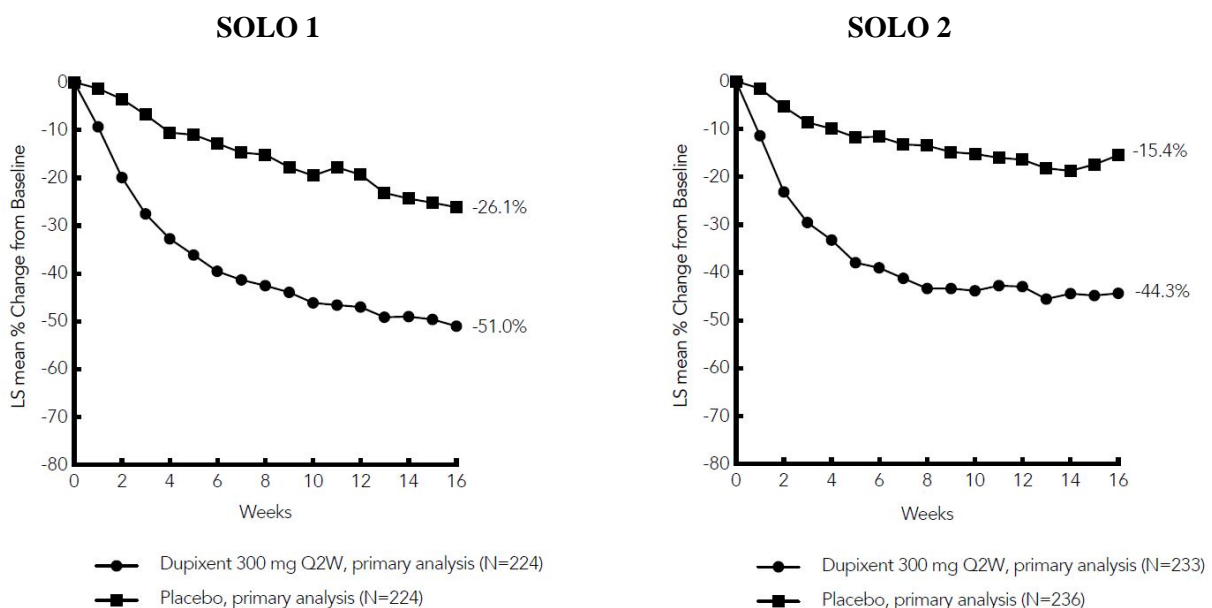 SOLO 1
SOLO 2
LS mean % Change from Baseline
0
-10
-20
-30
-40
-50
-60
-70
-80
-26.1%
-51.0%
0 2 4 6 8 10 12 14 16
Weeks
Dupixent 300 mg Q2W, primary analysis (N=224)
Placebo, primary analysis (N=224)
LS mean % Change from Baseline
0
-10
-20
-30
-40
-50
-60
-70
-80
-15.4%
-44.3%
0 2 4 6 8 10 12 14 16
Weeks
Dupixent 300 mg Q2W, primary analysis (N=233)
Placebo, primary analysis (N=236)